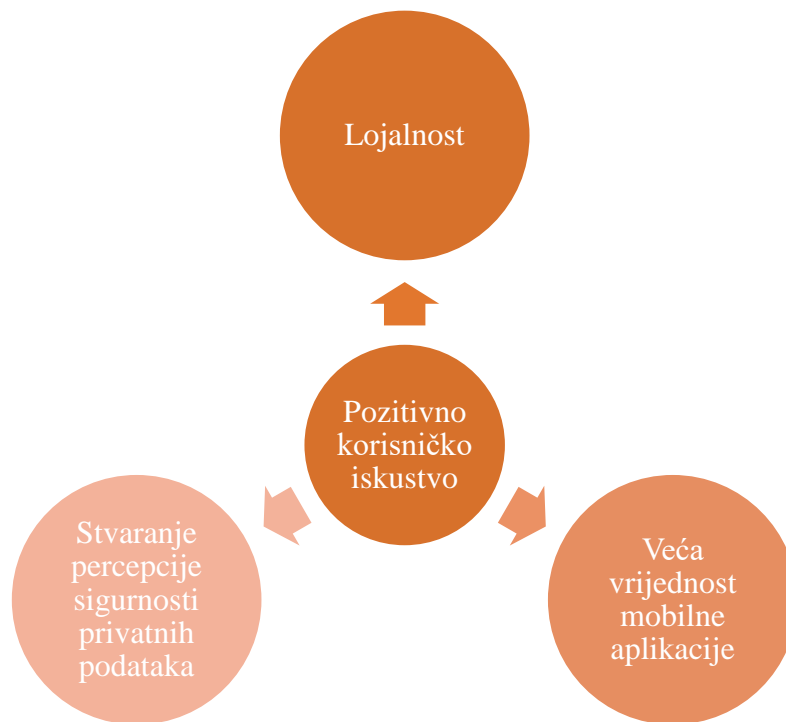 Lojalnost
Pozitivno
korisničko
iskustvo
Stvaranje
percepcije
sigurnosti
privatnih
podataka
Veća
vrijednost
mobilne
aplikacije